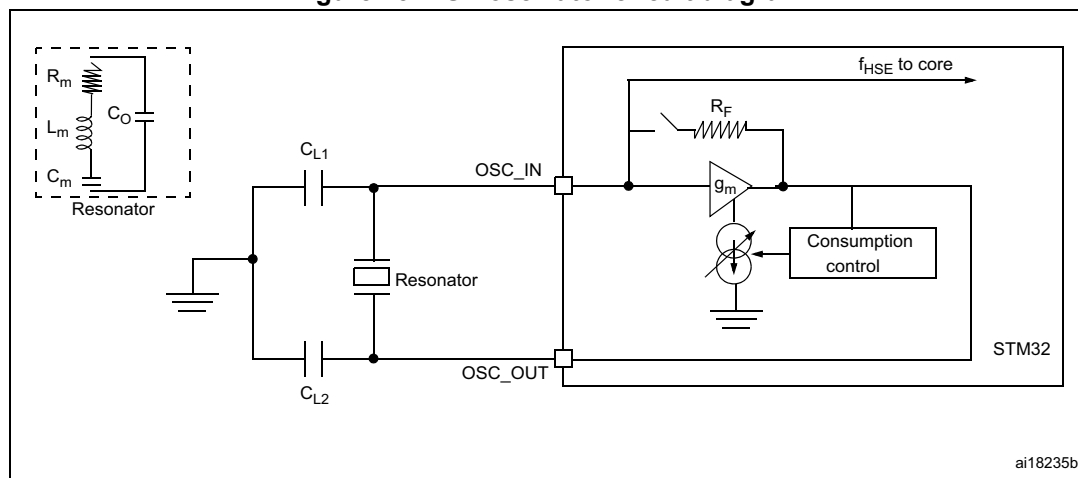 fHSE to core
Rm
RF
CO
Lm
CL1
OSC_IN
Cm
gm
Resonator
Consumption
control
Resonator
STM32
OSC_OUT
CL2
ai18235b